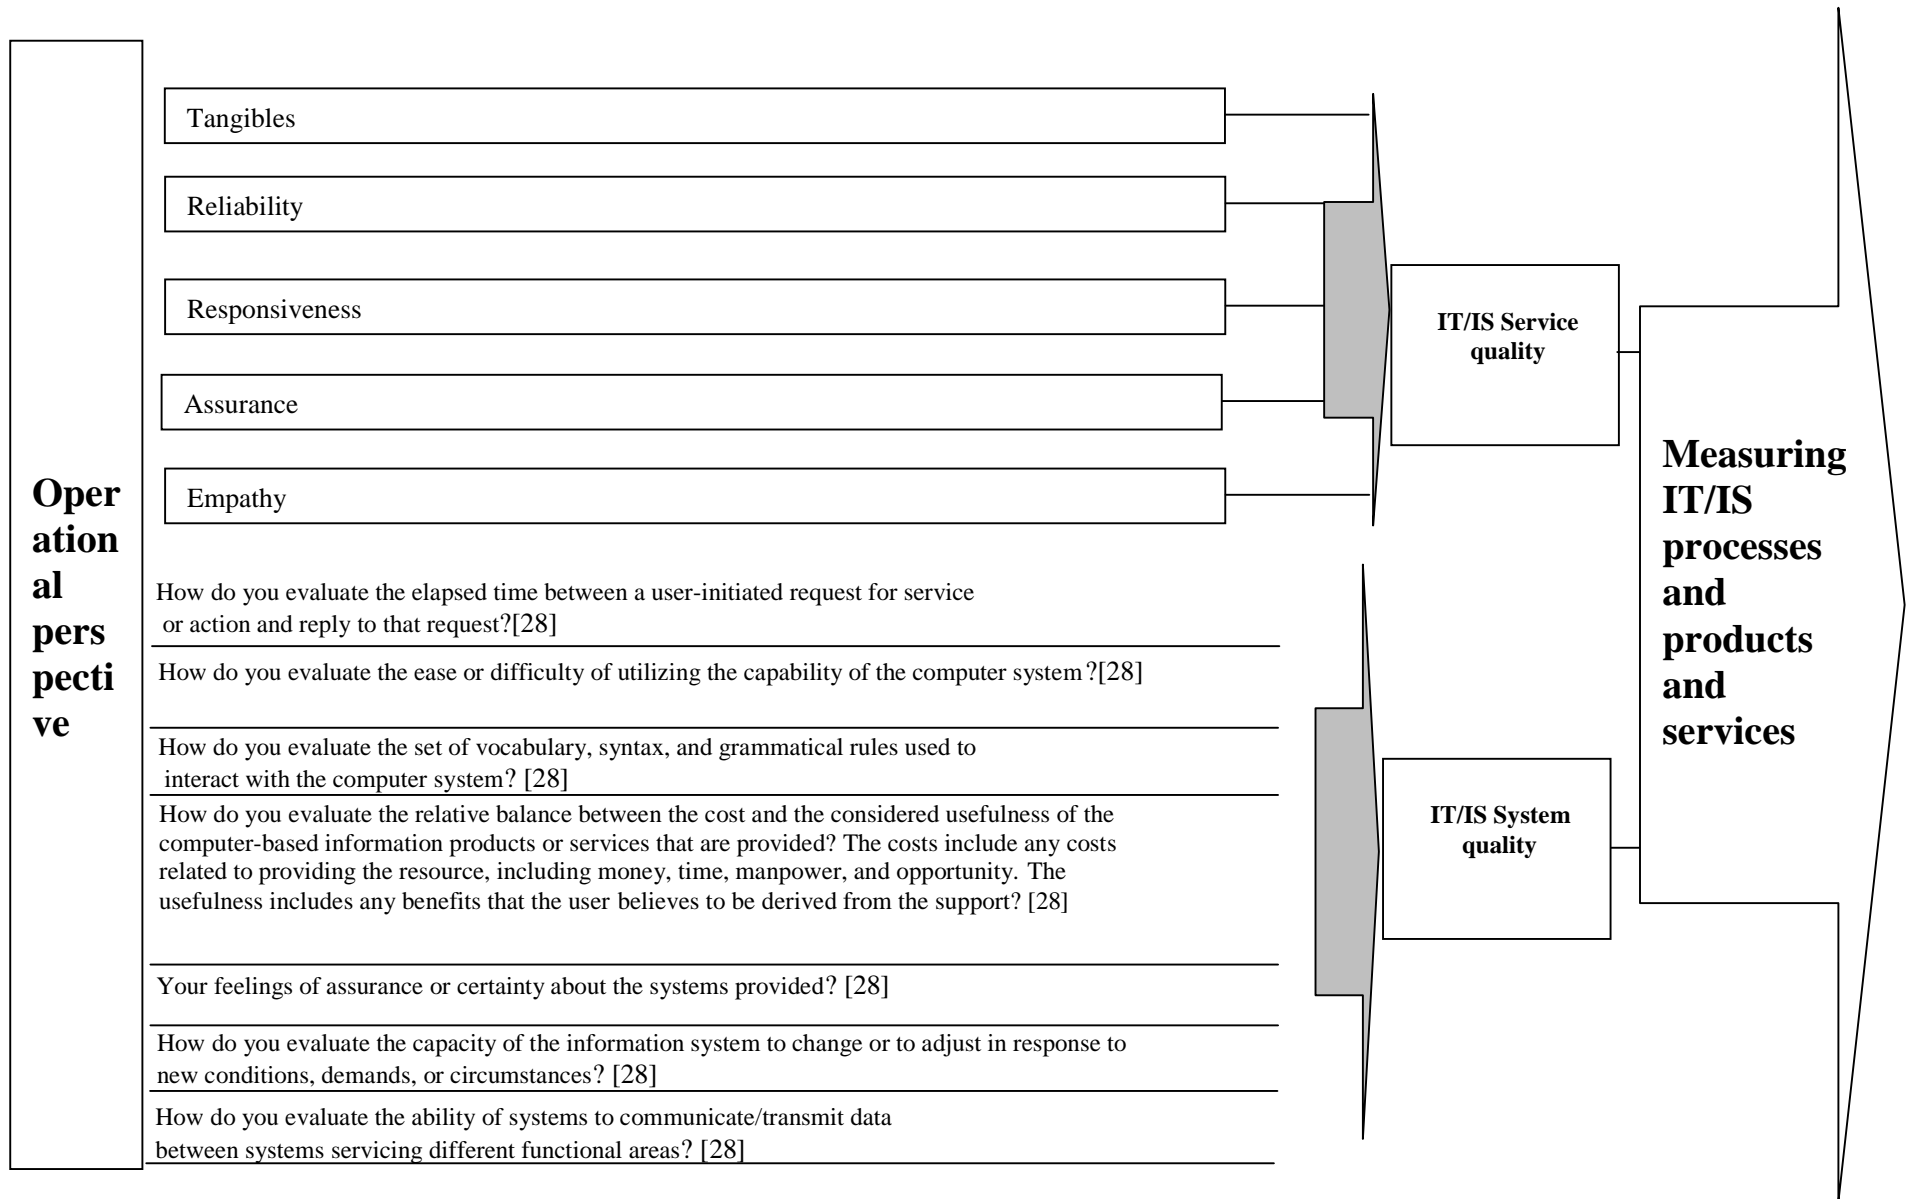 Oper
ation
al
pers
pecti
ve
Tangibles
Reliability
Responsiveness
Assurance
Empathy
IT/IS Service
quality
How do you evaluate the elapsed time between a user-initiated request for service
or action and reply to that request?[28]
How do you evaluate the ease or difficulty of utilizing the capability of the computer system?[28]
How do you evaluate the set of vocabulary, syntax, and grammatical rules used to
interact with the computer system? [28]
How do you evaluate the relative balance between the cost and the considered usefulness of the
computer-based information products or services that are provided? The costs include any costs
related to providing the resource, including money, time, manpower, and opportunity. The
usefulness includes any benefits that the user believes to be derived from the support? [28]
Your feelings of assurance or certainty about the systems provided? [28]
How do you evaluate the capacity of the information system to change or to adjust in response to
new conditions, demands, or circumstances? [28]
How do you evaluate the ability of systems to communicate/transmit data
between systems servicing different functional areas? [28]
IT/IS System
quality
Measuring
IT/IS
processes
and
products
and
services